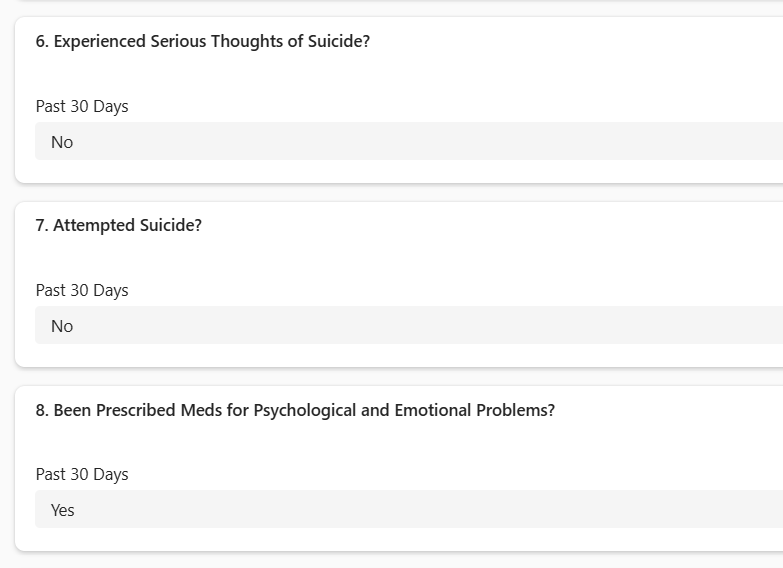 6. Experienced Serious Thoughts of Suicide?
Past 30 Days
No
7. Attempted Suicide?
Past 30 Days
No
8. Been Prescribed Meds for Psychological and Emotional Problems?
Past 30 Days
Yes